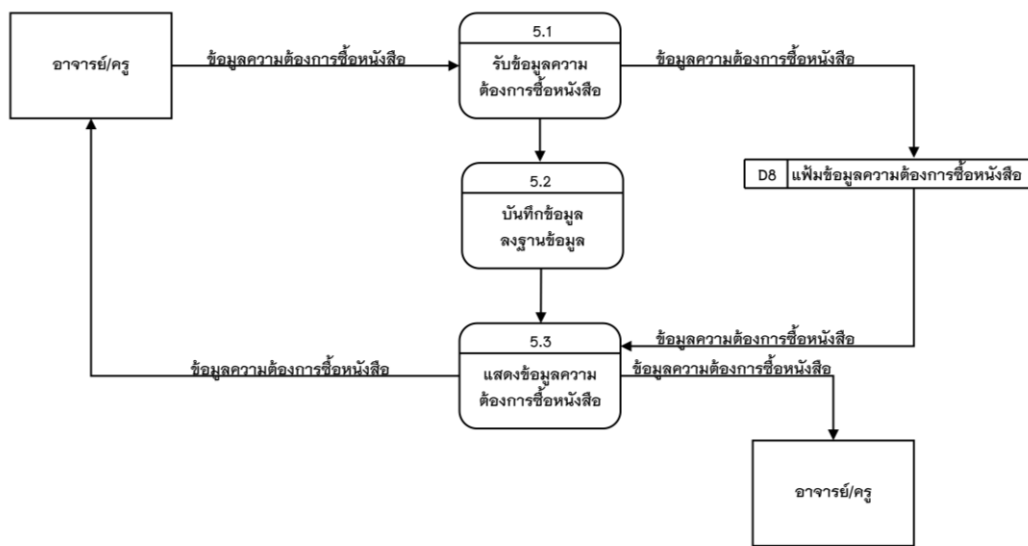 5.1
อาจารย์/ครู
ข้อมูลความต้องการซื้อหนังสือ
รับข้อมูลความ
ต้องการซื้อหนังสือ
ข้อมูลความต้องการซื้อหนังสือ
D8 แฟ้มข้อมูลความต้องการซื้อหนังสือ
5.2
บันทึกข้อมูล
ลงฐานข้อมูล
5.3
ข้อมูลความต้องการซื้อหนังสือ
ข้อมูลความต้องการซื้อหนังสือ
แสดงข้อมูลความ
ต้องการซื้อหนังสือ
ข้อมูลความต้องการซื้อหนังสือ
อาจารย์/ครู